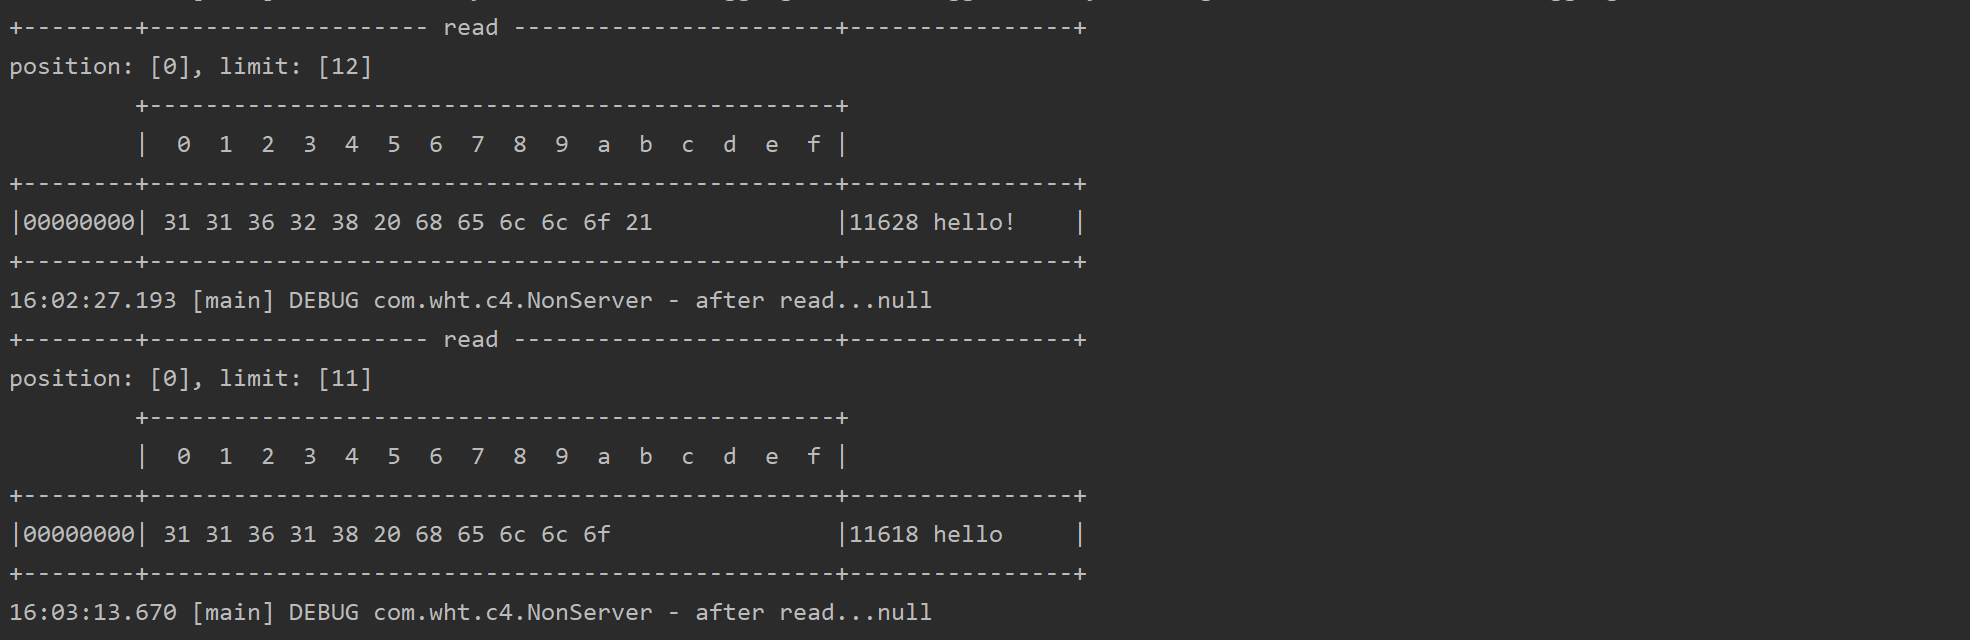 +--------+-------------------- read -----------------------+----------------+
position: [0], limit: [12]
         +-------------------------------------------------+
         |  0  1  2  3  4  5  6  7  8  9  a  b  c  d  e  f |
+--------+-------------------------------------------------+----------------+
|00000000| 31 31 36 32 38 20 68 65 6c 6c 6f 21             |11628 hello!    |
+--------+-------------------------------------------------+----------------+
16:02:27.193 [main] DEBUG com.wht.c4.NonServer - after read...null
+--------+-------------------- read -----------------------+----------------+
position: [0], limit: [11]
         +-------------------------------------------------+
         |  0  1  2  3  4  5  6  7  8  9  a  b  c  d  e  f |
+--------+-------------------------------------------------+----------------+
|00000000| 31 31 36 31 38 20 68 65 6c 6c 6f                |11618 hello     |
+--------+-------------------------------------------------+----------------+
16:03:13.670 [main] DEBUG com.wht.c4.NonServer - after read...null